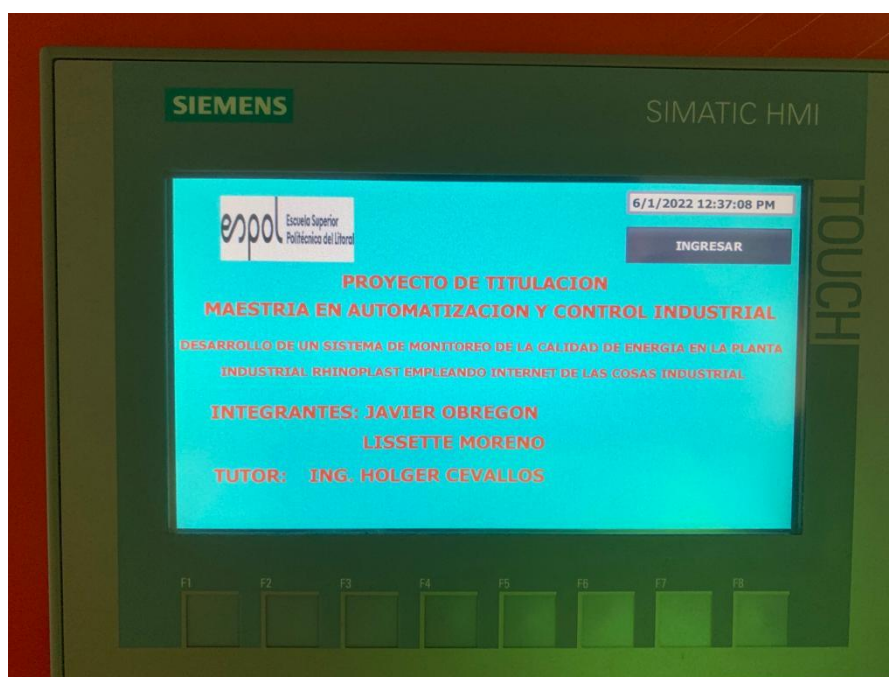 SIEMENS
SIMATIC HMI
TOUCH
espol Escuela Superior
Politécnica del Litoral
6/1/2022 12:37:08 PM
INGRESAR
PROYECTO DE TITULACION
MAESTRIA EN AUTOMATIZACION Y CONTROL INDUSTRIAL
DESARROLLO DE UN SISTEMA DE MONITOREO DE LA CALIDAD DE ENERGIA EN LA PLANTA
INDUSTRIAL RHINOPLAST EMPLEANDO INTERNET DE LAS COSAS INDUSTRIAL
INTEGRANTES: JAVIER OBREGON
LISSETTE MORENO
TUTOR: ING. HOLGER CEVALLOS
F1 F2 F3 F4 F5 F6 F7 F8